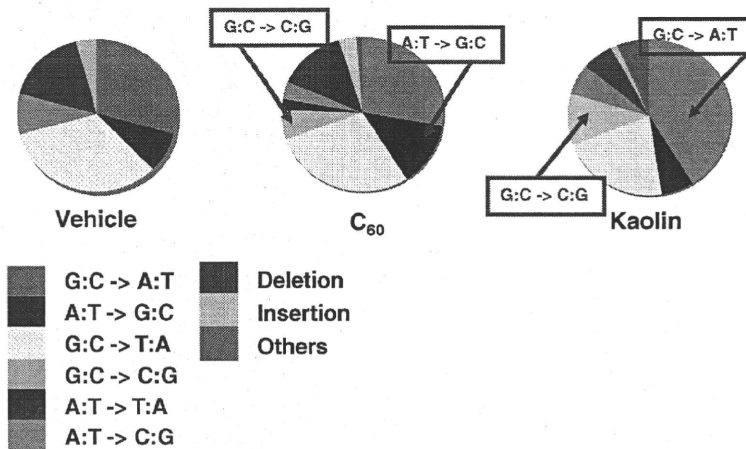 G:C -> C:G
A:T -> G:C
G:C -> A:T
G:C -> C:G
Vehicle
C60
Kaolin
G:C -> A:T
A:T -> G:C
G:C -> T:A
G:C -> C:G
A:T -> T:A
A:T -> C:G
Deletion
Insertion
Others